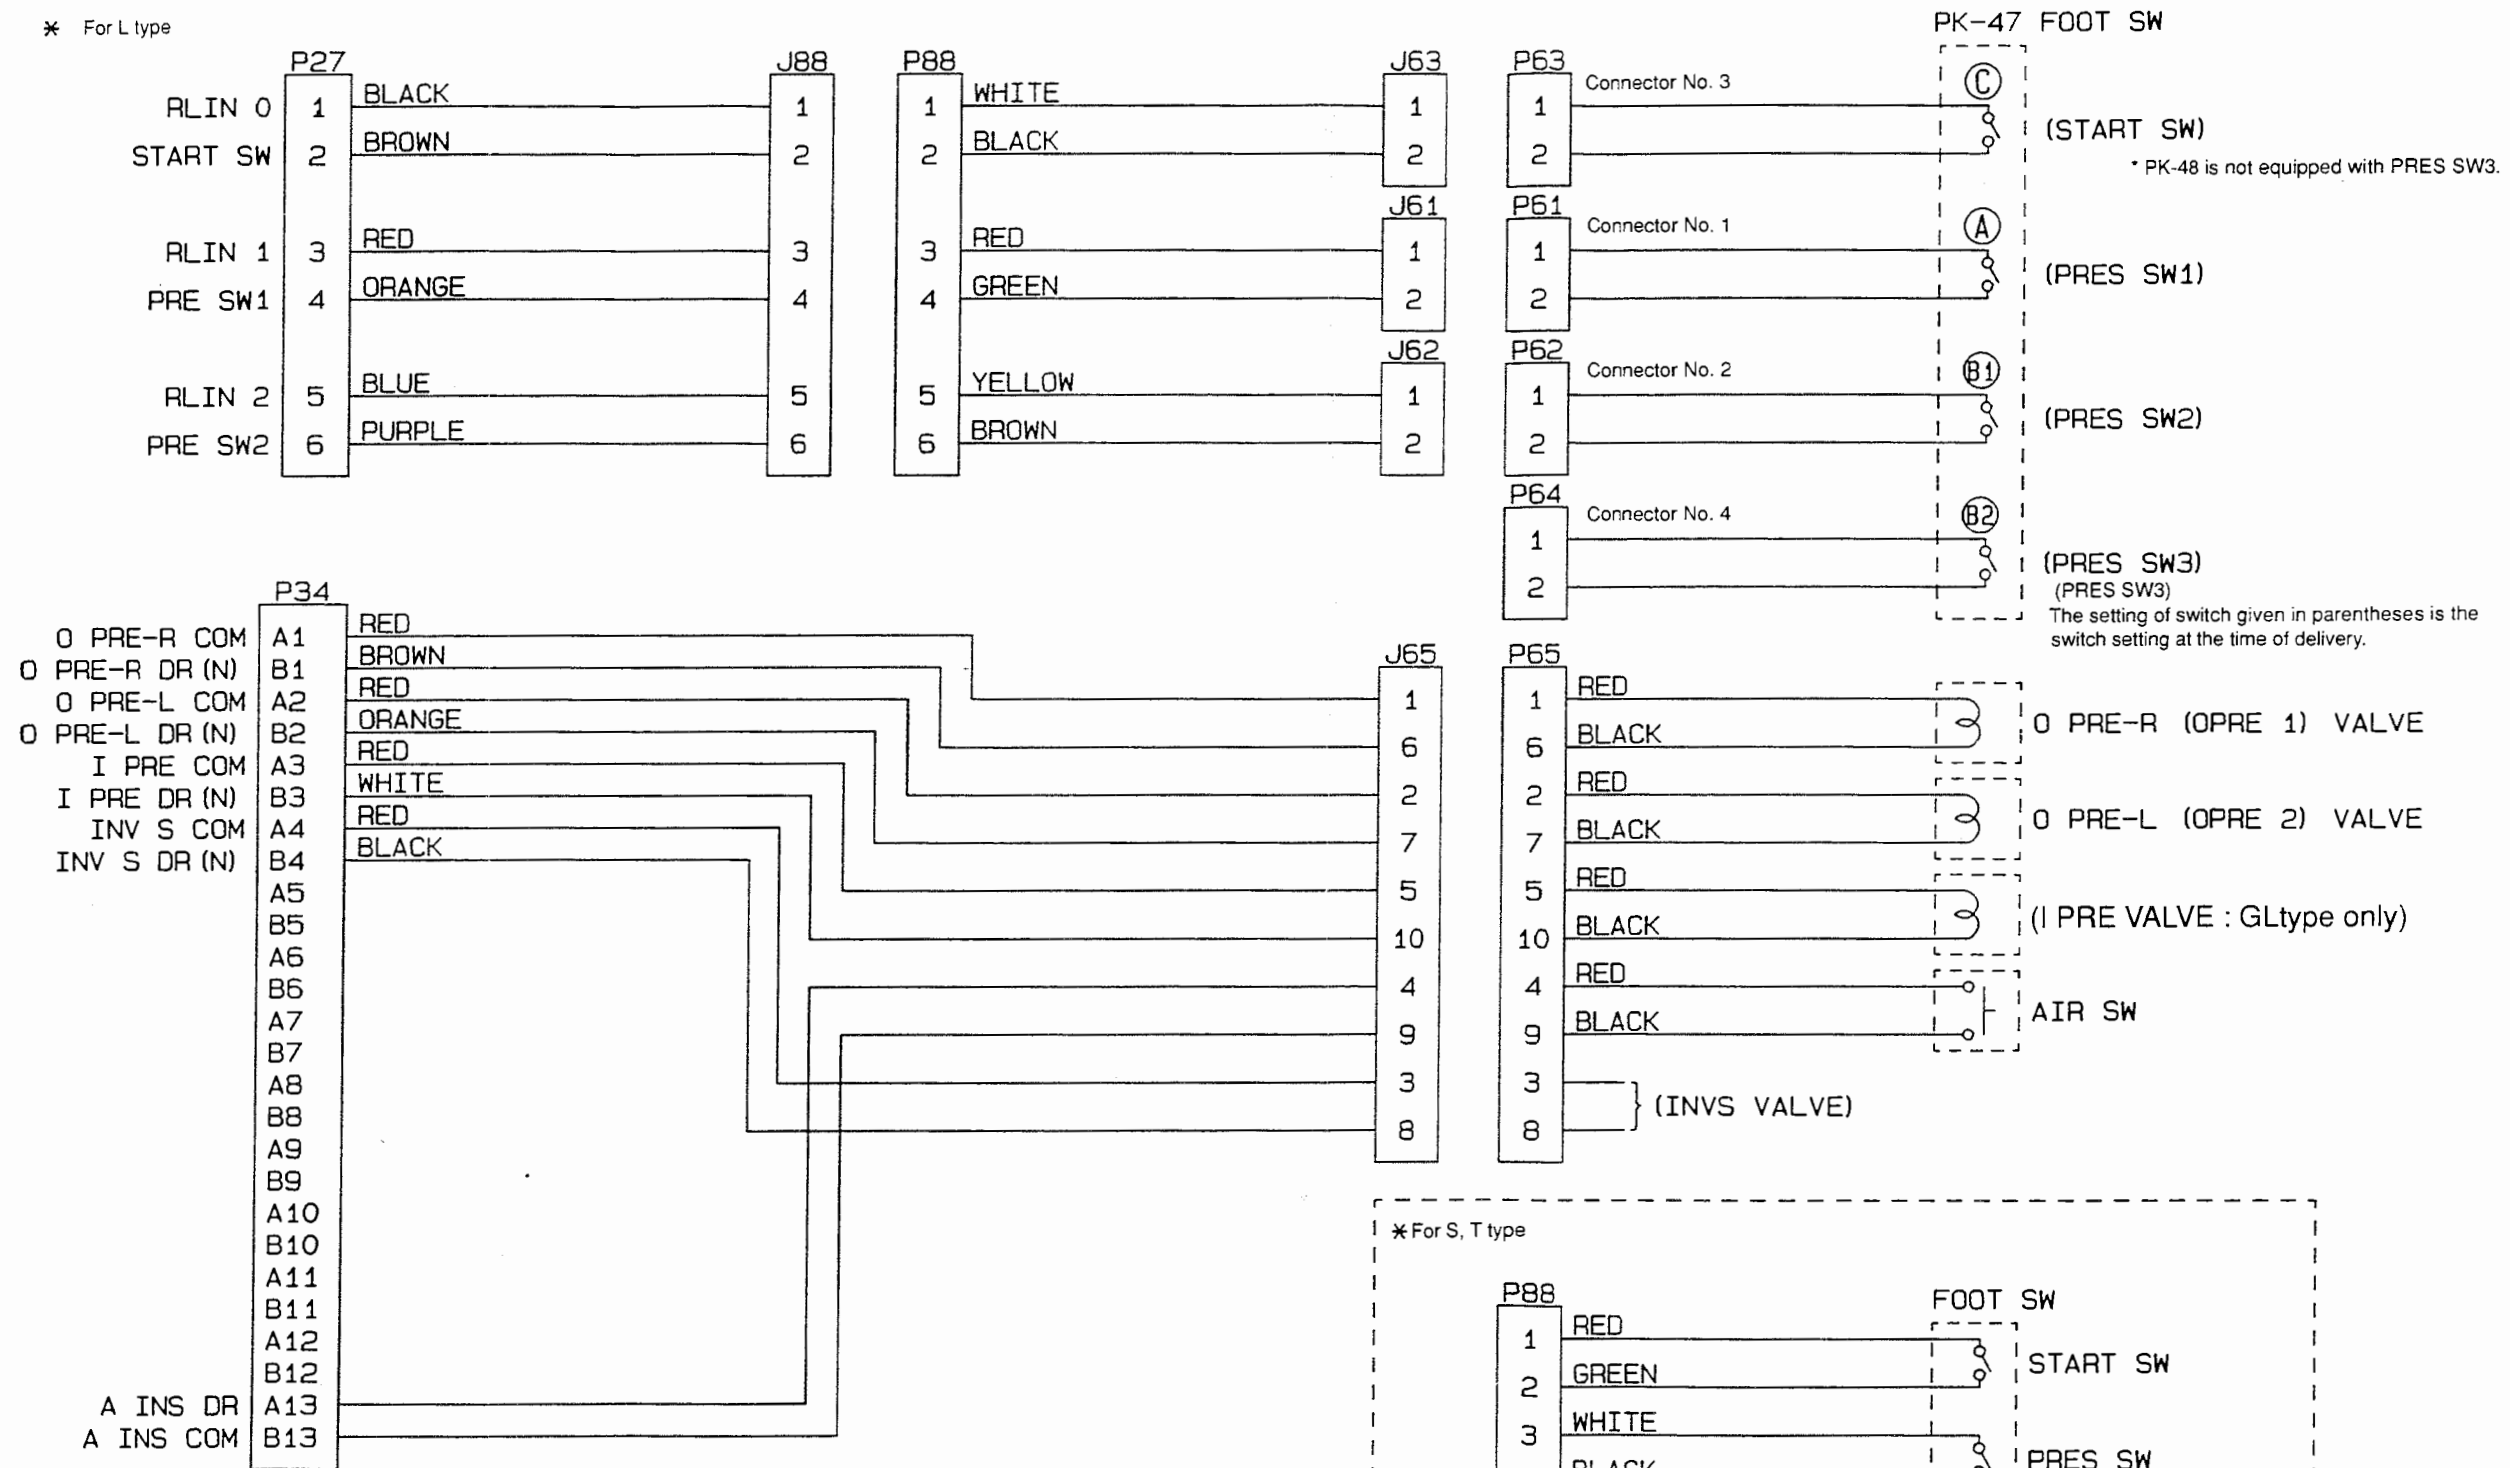 * For L type
PK-47 FOOT SW
P27 J88 P88 J63 P63
RLIN 0 1 BLACK 1 1 WHITE 1 1 Connector No. 3 C
START SW 2 BROWN 2 2 BLACK 2 2 (START SW)
* PK-48 is not equipped with PRES SW3.
J61 P61
RLIN 1 3 RED 3 3 RED 1 1 Connector No. 1 A
PRE SW1 4 ORANGE 4 4 GREEN 2 2 (PRES SW1)
J62 P62
RLIN 2 5 BLUE 5 5 YELLOW 1 1 Connector No. 2 B1
PRE SW2 6 PURPLE 6 6 BROWN 2 2 (PRES SW2)
P64
1 Connector No. 4 B2
2 (PRES SW3)
(PRES SW3)
The setting of switch given in parentheses is the
switch setting at the time of delivery.
P34
O PRE-R COM A1 RED
O PRE-R DR(N) B1 BROWN
O PRE-L COM A2 RED
O PRE-L DR(N) B2 ORANGE
I PRE COM A3 RED
I PRE DR(N) B3 WHITE
INV S COM A4 RED
INV S DR(N) B4 BLACK
A5
B5
A6
B6
A7
B7
A8
B8
A9
B9
A10
B10
A11
B11
A12
B12
A INS DR A13
A INS COM B13
J65 P65
1 1 RED
6 6 BLACK
O PRE-R (OPRE 1) VALVE
2 2 RED
7 7 BLACK
O PRE-L (OPRE 2) VALVE
5 5 RED
10 10 BLACK
(I PRE VALVE : GLtype only)
4 4 RED
9 9 BLACK
AIR SW
3 3
8 8
(INVS VALVE)
* For S, T type
P88
FOOT SW
1 RED
2 GREEN
START SW
3 WHITE
BLACK
PRES SW